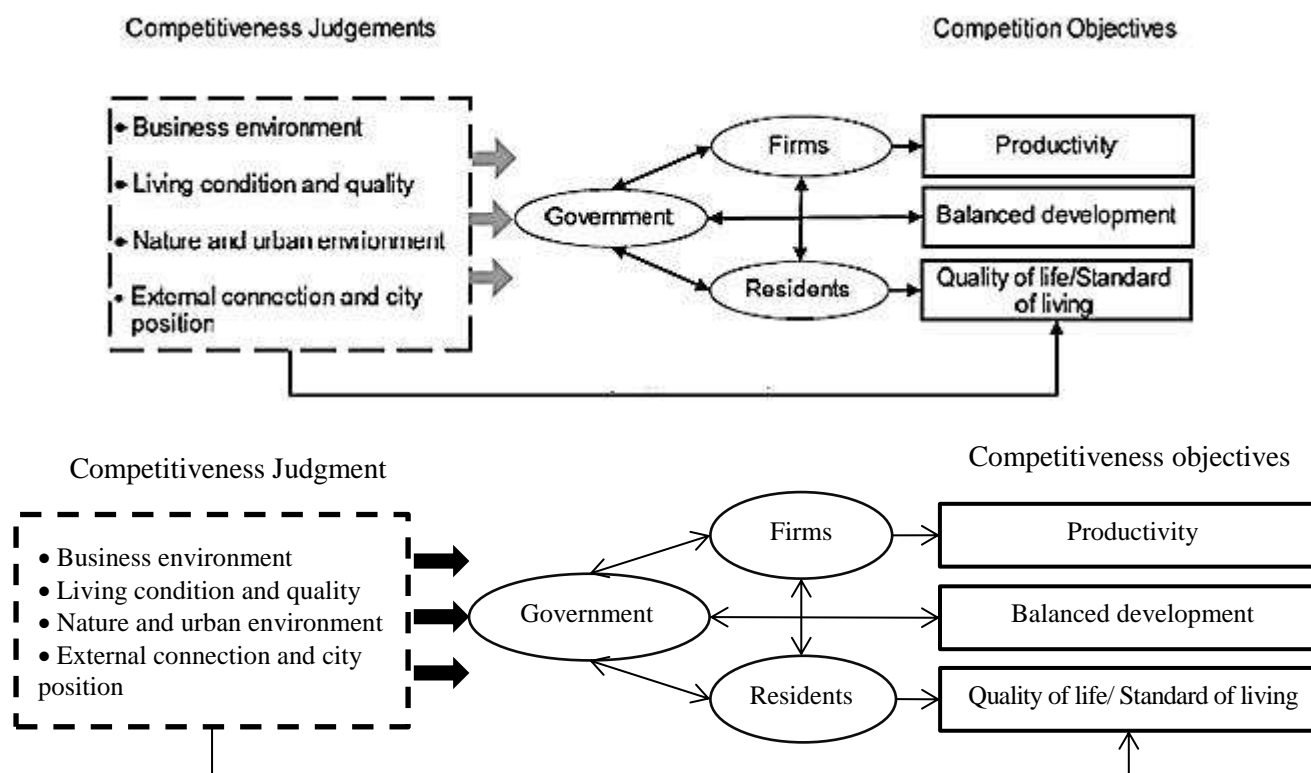 Competitiveness Judgements
Competition Objectives
• Business environment
• Living condition and quality
• Nature and urban envrionment
• External connection and city
position
Government
Firms
Residents
Productivity
Balanced development
Quality of life/Standard
of living
Competitiveness Judgment
Competitiveness objectives
• Business environment
• Living condition and quality
• Nature and urban environment
• External connection and city
position
Government
Firms
Residents
Productivity
Balanced development
Quality of life/ Standard of living